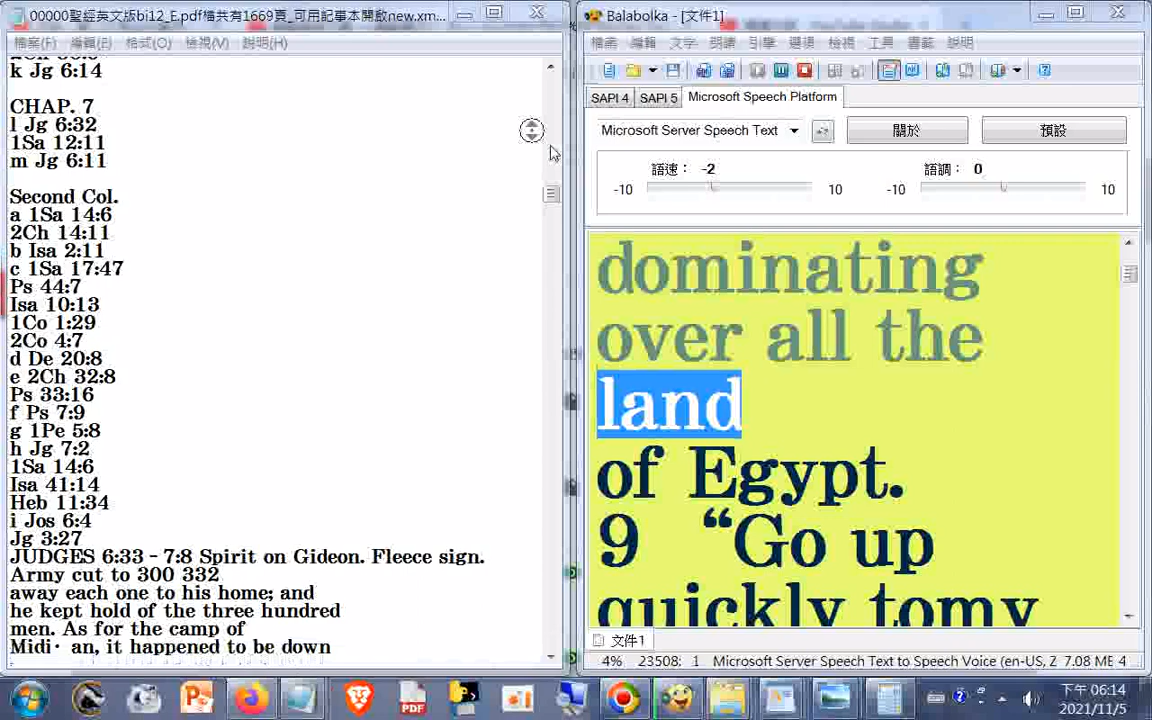 00000聖經英文版bi12_E.pdf檔共有1669頁_可用記事本開啟new.xm...
檔案(F) 編輯(E) 格式(O) 檢視(V) 說明(H)
k Jg 6:14
CHAP. 7
l Jg 6:32
1Sa 12:11
m Jg 6:11
Second Col.
a 1Sa 14:6
2Ch 14:11
b Isa 2:11
c 1Sa 17:47
Ps 44:7
Isa 10:13
1Co 1:29
2Co 4:7
d De 20:8
e 2Ch 32:8
Ps 33:16
f Ps 7:9
g 1Pe 5:8
h Jg 7:2
1Sa 14:6
Isa 41:14
Heb 11:34
i Jos 6:4
Jg 3:27
JUDGES 6:33–7:8 Spirit on Gideon. Fleece sign.
Army cut to 300 332
away each one to his home; and
he kept hold of the three hundred
men. As for the camp of
Midi·an, it happened to be down
Balabolka - [文件1]
檔案 編輯 文字 朗讀 引擎 選項 檢視 工具 書籤 說明
SAPI 4 SAPI 5 Microsoft Speech Platform
Microsoft Server Speech Text 關於 預設
語速： -2 語調： 0
-10 10 -10 10
dominating
over all the
land
of Egypt.
9 “Go up
quickly tomy
文件1
4% 23508: 1 Microsoft Server Speech Text to Speech Voice (en-US, Z 7.08 ME 4
PDF
下午 06:14
2021/11/5